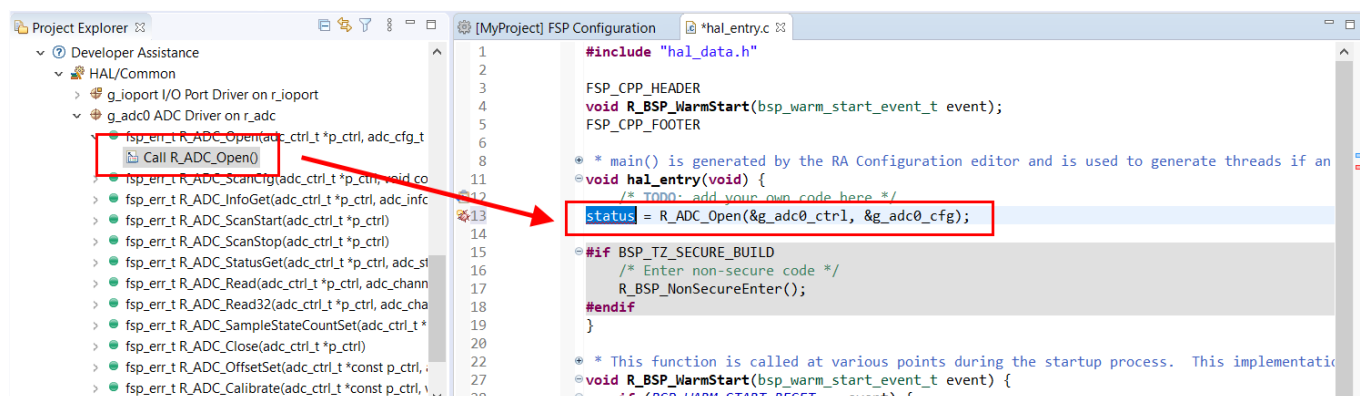 Project Explorer
Developer Assistance
HAL/Common
g_ioport I/O Port Driver on r_ioport
g_adc0 ADC Driver on r_adc
fsp_err_t R_ADC_Open(adc_ctrl_t *p_ctrl, adc_cfg_t
Call R_ADC_Open()
fsp_err_t R_ADC_ScanCfg(adc_ctrl_t *p_ctrl, void co
fsp_err_t R_ADC_InfoGet(adc_ctrl_t *p_ctrl, adc_info
fsp_err_t R_ADC_ScanStart(adc_ctrl_t *p_ctrl)
fsp_err_t R_ADC_ScanStop(adc_ctrl_t *p_ctrl)
fsp_err_t R_ADC_StatusGet(adc_ctrl_t *p_ctrl, adc_st
fsp_err_t R_ADC_Read(adc_ctrl_t *p_ctrl, adc_chann
fsp_err_t R_ADC_Read32(adc_ctrl_t *p_ctrl, adc_cha
fsp_err_t R_ADC_SampleStateCountSet(adc_ctrl_t *
fsp_err_t R_ADC_Close(adc_ctrl_t *p_ctrl)
fsp_err_t R_ADC_OffsetSet(adc_ctrl_t *const p_ctrl,
fsp_err_t R_ADC_Calibrate(adc_ctrl_t *const p_ctrl,
[MyProject] FSP Configuration
*hal_entry.c
1 #include "hal_data.h"
2
3 FSP_CPP_HEADER
4 void R_BSP_WarmStart(bsp_warm_start_event_t event);
5 FSP_CPP_FOOTER
6
8 * main() is generated by the RA Configuration editor and is used to generate threads if an
11 void hal_entry(void) {
12 /* TODO: add your own code here */
13 status = R_ADC_Open(&g_adc0_ctrl, &g_adc0_cfg);
14
15 #if BSP_TZ_SECURE_BUILD
16 /* Enter non-secure code */
17 R_BSP_NonSecureEnter();
18 #endif
19 }
20
22 * This function is called at various points during the startup process. This implementatio
27 void R_BSP_WarmStart(bsp_warm_start_event_t event) {